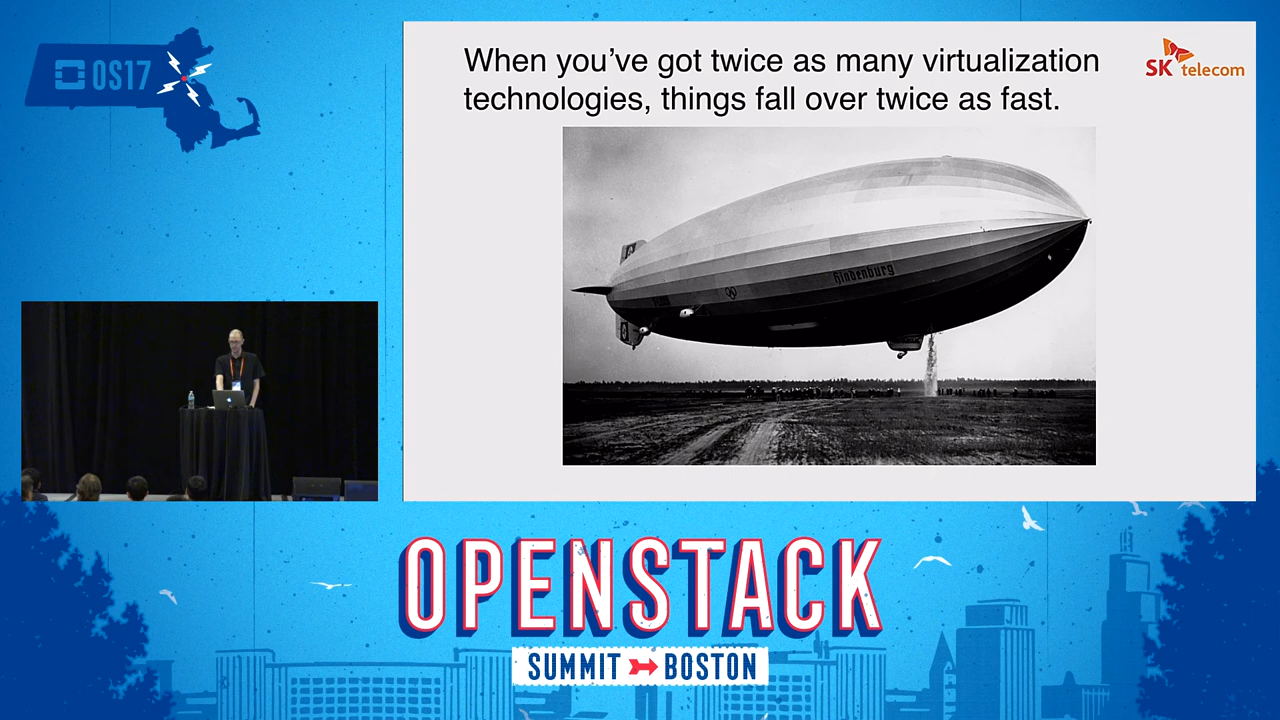 OS17
When you’ve got twice as many virtualization
technologies, things fall over twice as fast.
SK telecom
Hindenburg
OPENSTACK
SUMMIT BOSTON